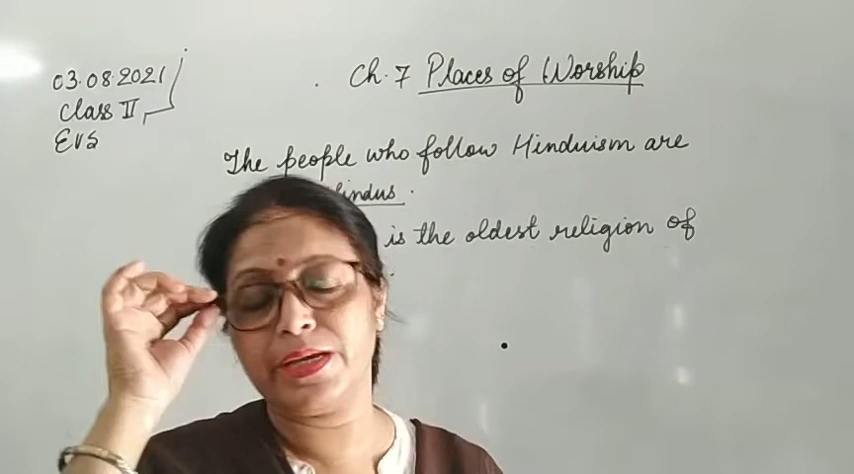 03.08.2021
Class II
EVS
Ch. 7 Places of Worship
The people who follow Hinduism are
Hindus.
is the oldest religion of